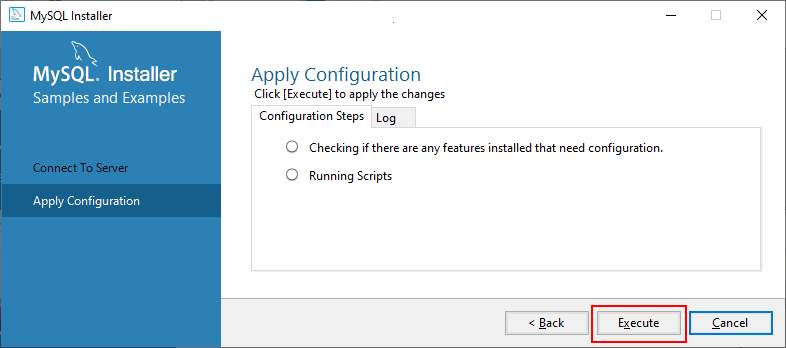 MySQL Installer
MySQL. Installer
Samples and Examples
Connect To Server
Apply Configuration
Apply Configuration
Click [Execute] to apply the changes
Configuration Steps
Log
Checking if there are any features installed that need configuration.
Running Scripts
< Back
Execute
Cancel